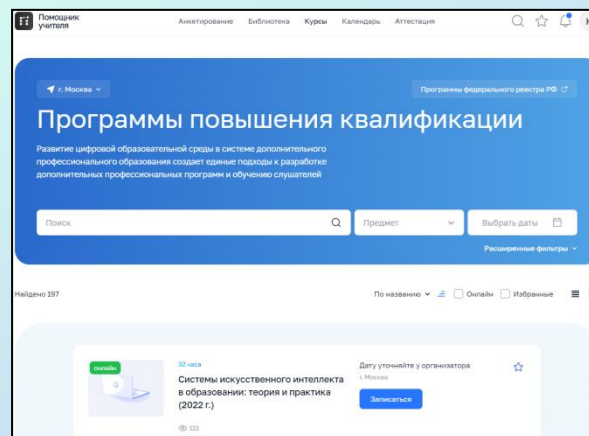 Помощник
учителя
Анкетирование Библиотека Курсы Календарь Аттестация
г. Москва
Программы федерального реестра РФ
Программы повышения квалификации
Развитие цифровой образовательной среды в системе дополнительного
профессионального образования создает единые подходы к разработке
дополнительных профессиональных программ и обучению слушателей
Поиск Предмет Выбрать даты
Расширенные фильтры
Найдено 197 По названию Онлайн Избранные
онлайн
32 часа
Дату уточняйте у организатора
г. Москва
Системы искусственного интеллекта
в образовании: теория и практика
(2022 г.)
Записаться
113